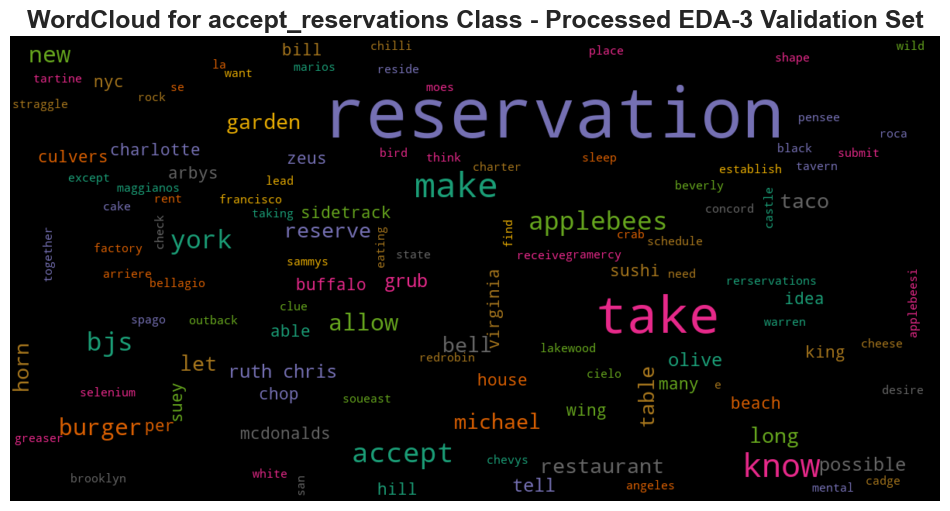 WordCloud for accept_reservations Class - Processed EDA-3 Validation Set
new
bill
chilli
place
wild
la
want
marios
reside
shape
tartine
nyc
se
moes
straggle
rock
reservation
pensee
garden
roca
culvers
charlotte
zeus
bird
think
sleep
black
submit
arbys
charter
establish
tavern
except
maggianos
lead
make
beverly
cake
rent
francisco
taking
sidetrack
applebees
concord
castle
taco
together
factory
check
york
reserve
eating
find
crab
schedule
state
receive
gramercy
sammys
arriere
bellagio
buffalo
grub
virginia
sushi
need
rerservations
idea
applebeesi
spago
outback
clue
able
allow
take
warren
bjs
bell
lakewood
king
cheese
horn
let
redrobin
olive
ruth chris
house
cielo
table
many
e
desire
selenium
suey
chop
soueast
wing
beach
greaser
burger
per
mcdonalds
michael
long
accept
chevys
restaurant
know
possible
brooklyn
white
san
hill
tell
angeles
mental
cadge